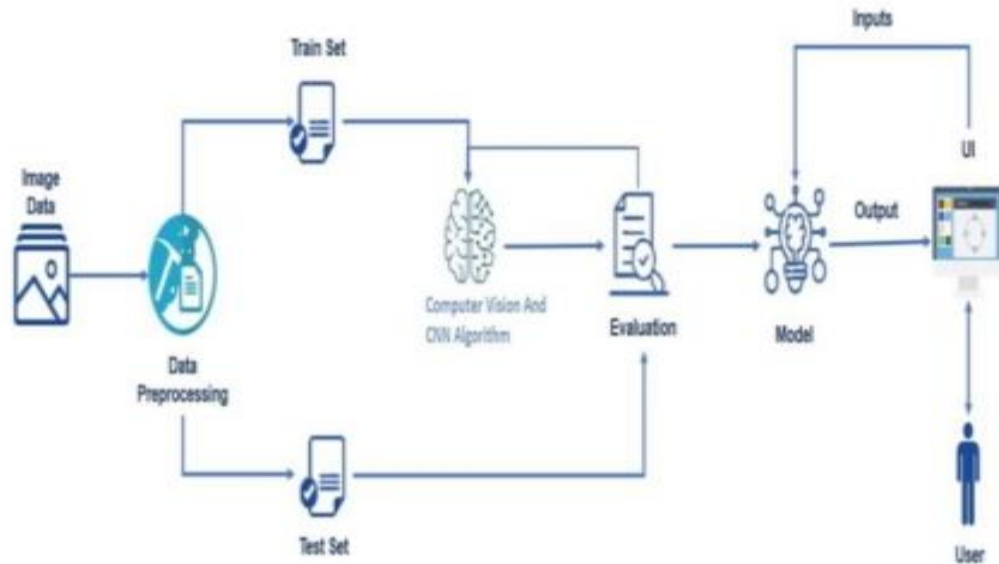 Image
Data
Data
Preprocessing
Train Set
Test Set
Computer Vision And
CNN Algorithm
Evaluation
Model
Inputs
Output
UI
User